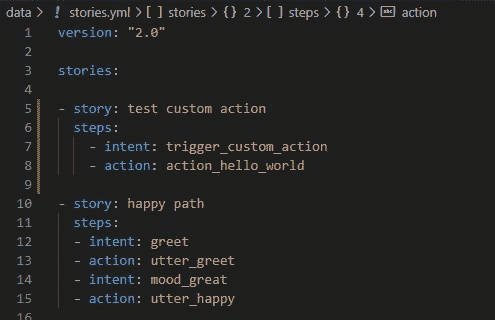 data > ! stories.yml > [ ] stories > {} 2 > [ ] steps > {} 4 > abc action
1 version: "2.0"
2
3 stories:
4
5 - story: test custom action
6 steps:
7 - intent: trigger_custom_action
8 - action: action_hello_world
9
10 - story: happy path
11 steps:
12 - intent: greet
13 - action: utter_greet
14 - intent: mood_great
15 - action: utter_happy
16